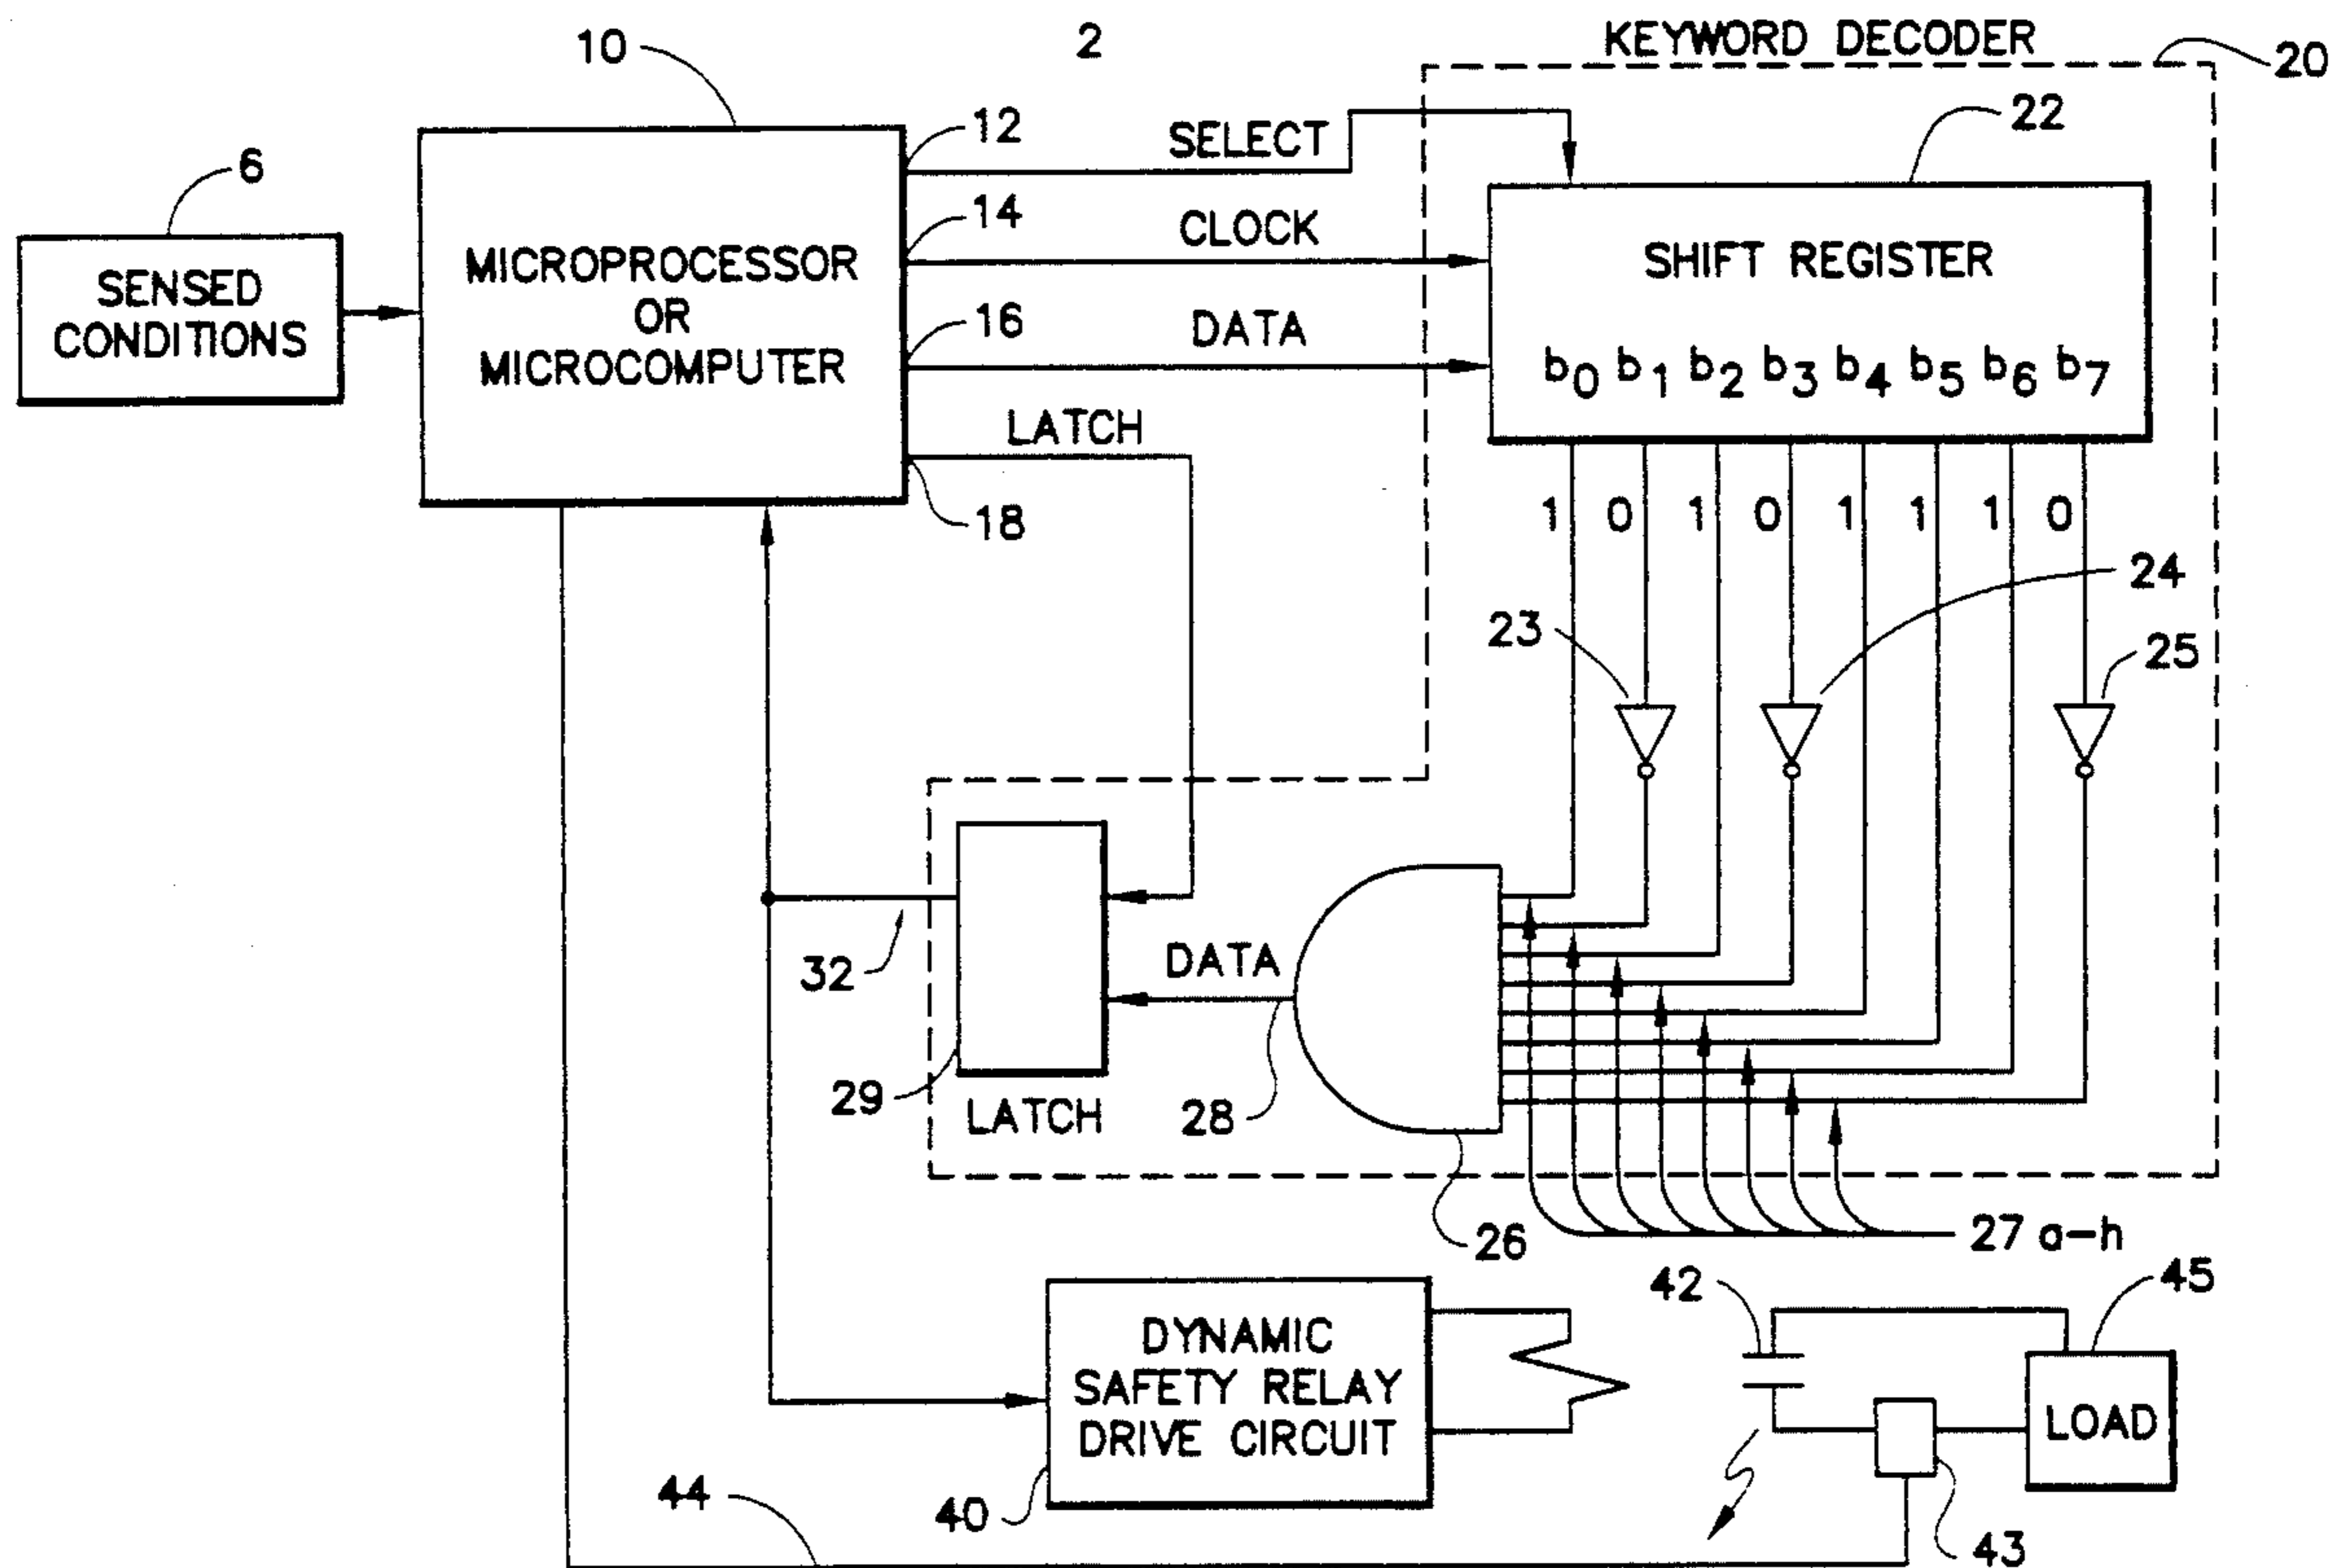 2
KEYWORD DECODER
20
10
12
SELECT
22
6
14
CLOCK
SENSED
CONDITIONS
MICROPROCESSOR
OR
MICROCOMPUTER
SHIFT REGISTER
16
DATA
b0 b1 b2 b3 b4 b5 b6 b7
LATCH
18
1 0 1 0 1 1 1 0
24
23
25
32
DATA
29
LATCH
28
26
27 a-h
42
45
DYNAMIC
SAFETY RELAY
DRIVE CIRCUIT
LOAD
44
40
43